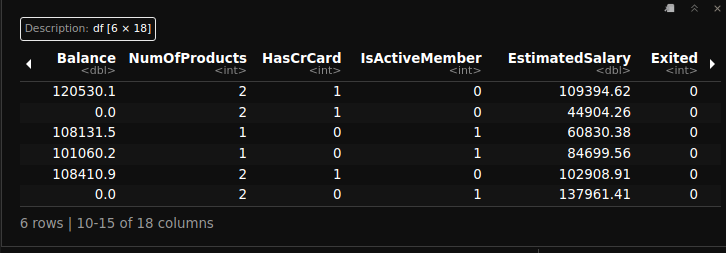 Description: df [6 × 18]
Balance NumOfProducts HasCrCard IsActiveMember EstimatedSalary Exited
<dbl> <int> <int> <int> <dbl> <int>
120530.1 2 1 0 109394.62 0
0.0 2 1 0 44904.26 0
108131.5 1 0 1 60830.38 0
101060.2 1 0 1 84699.56 0
108410.9 2 1 0 102908.91 0
0.0 2 0 1 137961.41 0
6 rows | 10-15 of 18 columns